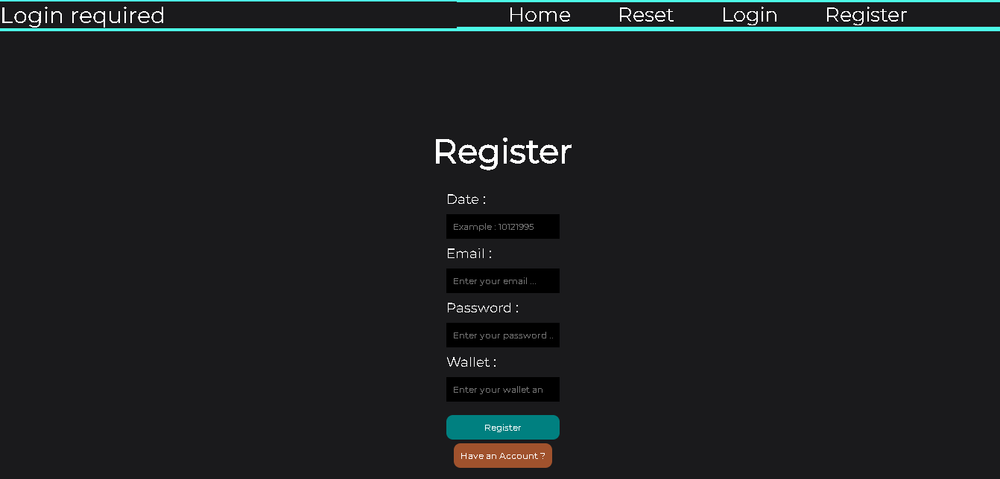 Login required
Home Reset Login Register
Register
Date :
Example : 10121995
Email :
Enter your email ...
Password :
Enter your password ..
Wallet :
Enter your wallet an
Register
Have an Account ?